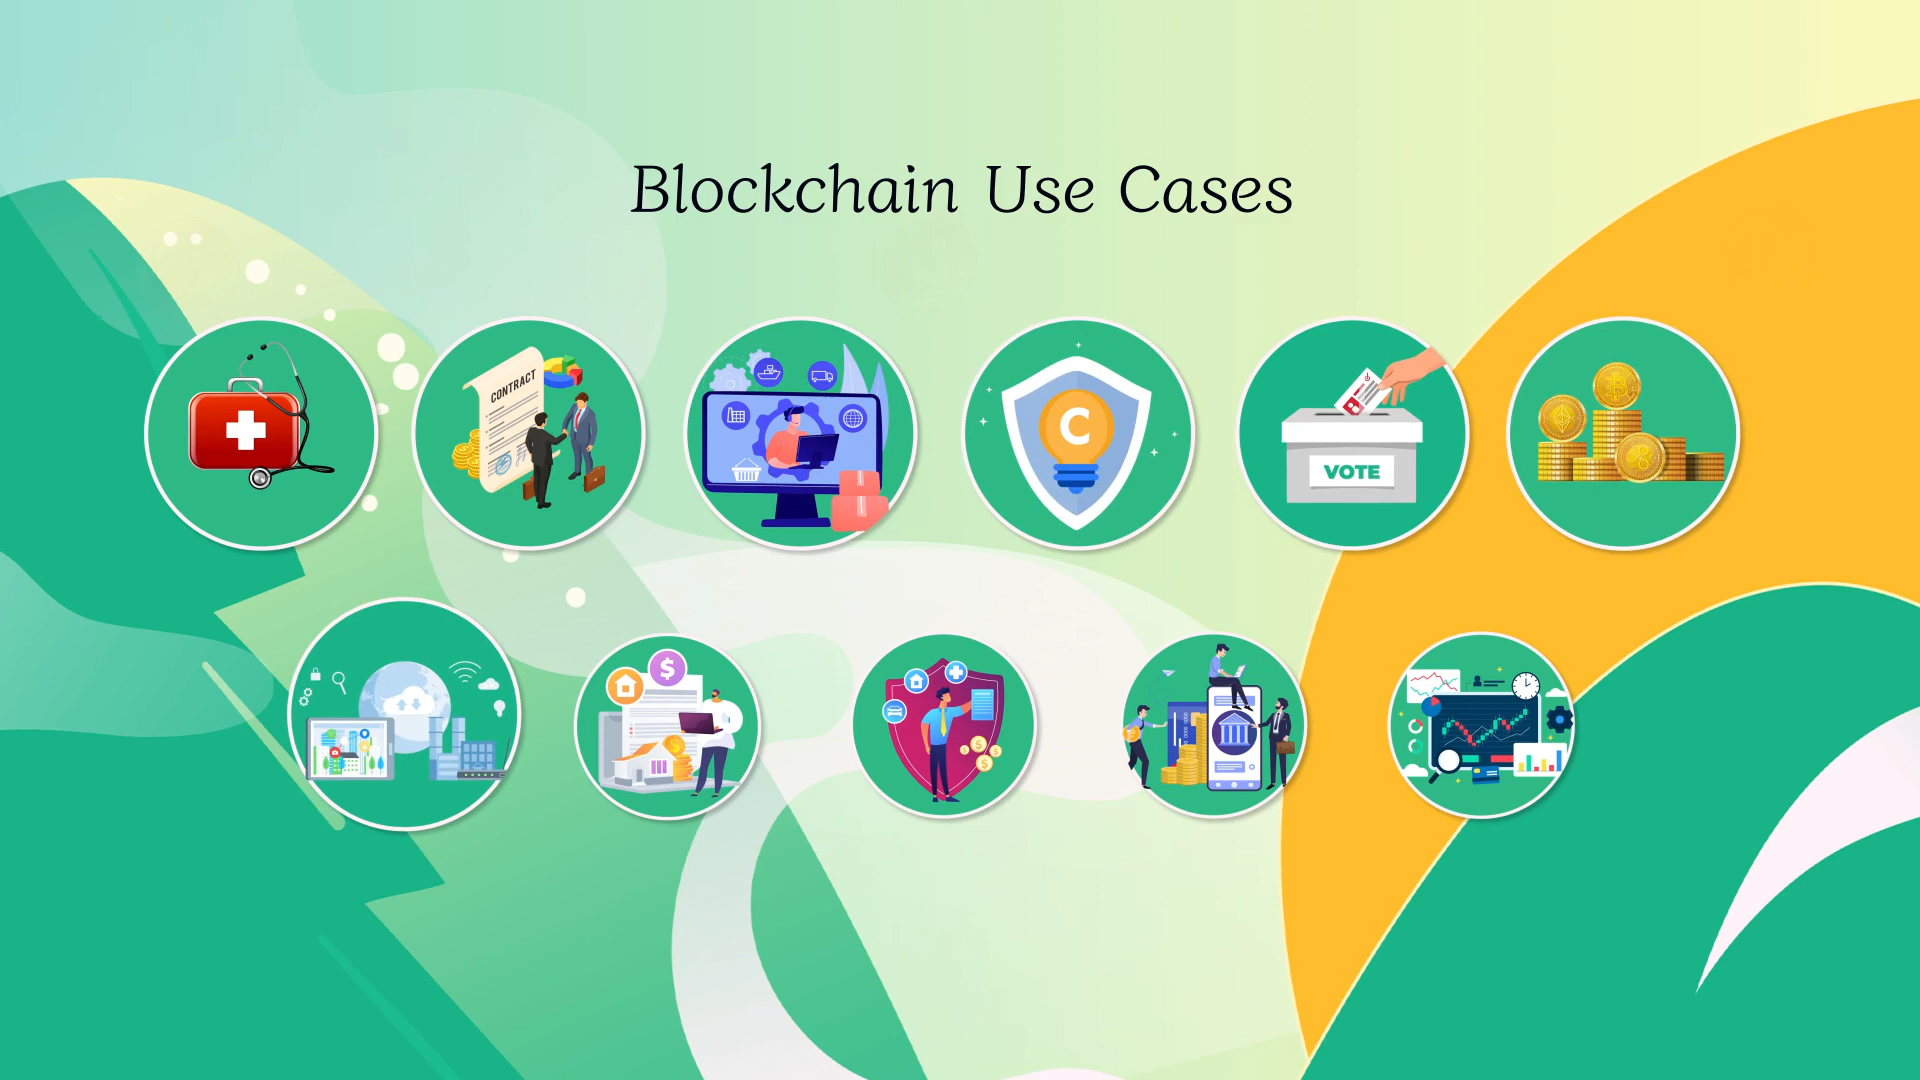 Blockchain Use Cases
CONTRACT
C
VOTE
$
$
$
$
$